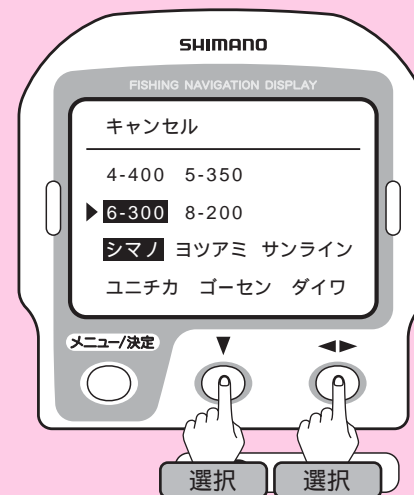 SHIMANO
FISHING NAVIGATION DISPLAY
キャンセル
4-400 5-350
▶ 6-300 8-200
シマノ ヨツアミ サンライン
ユニチカ ゴーセン ダイワ
メニュー/決定 ▼ ◀▶
選択 選択